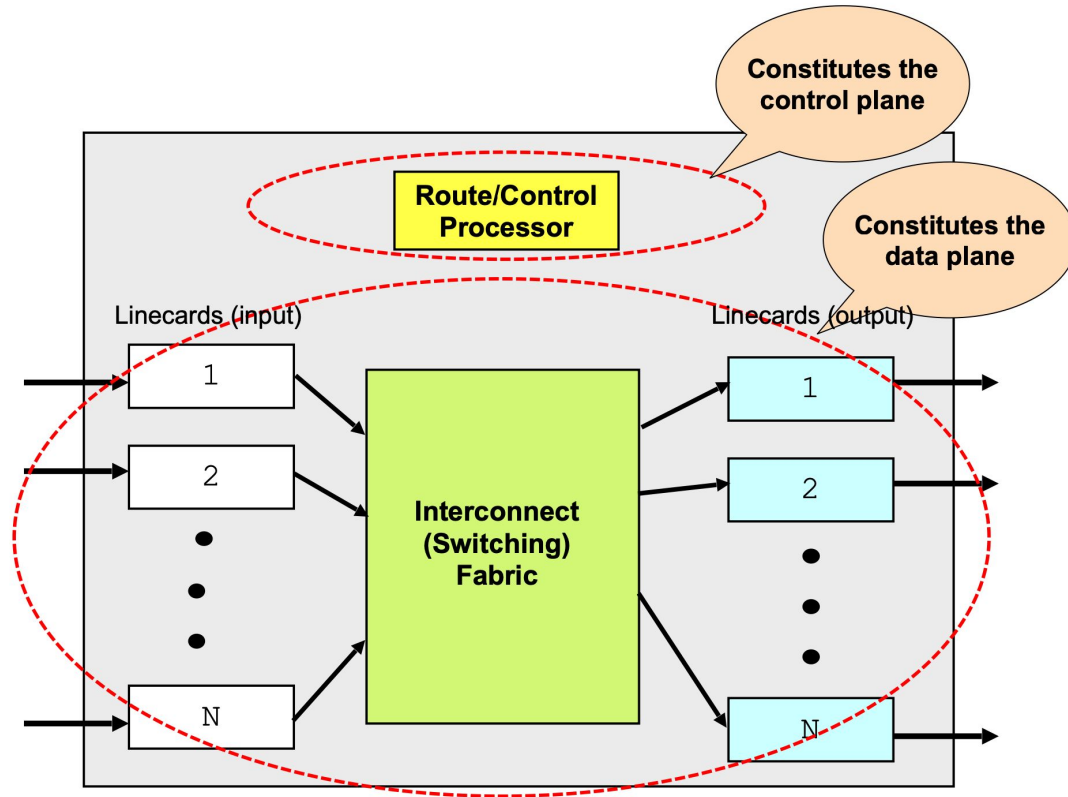 Constitutes the
control plane
Route/Control
Processor
Constitutes the
data plane
Linecards (input)
Linecards (output)
1
1
2
2
Interconnect
(Switching)
Fabric
N
N